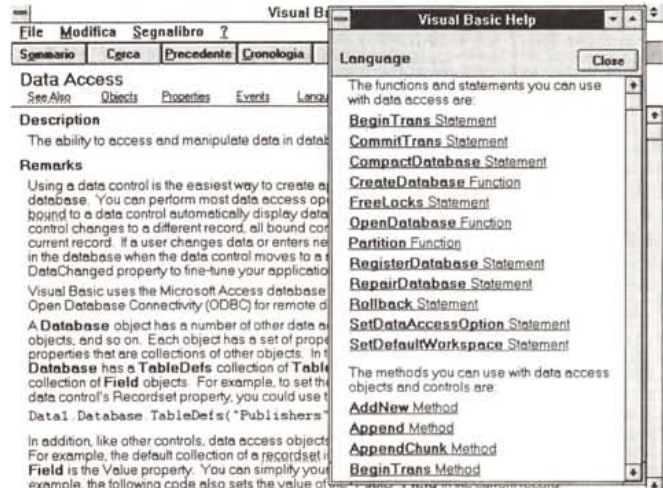 Visual B
File Modifica Segnalibro ?
Sommario Cerca Precedente Cronologia
Data Access
See Also Objects Properties Events
Description
The ability to access and manipulate data in
Remarks
Using a data control is the easiest way to create
database. You can perform most data access
bound to a data control automatically display data
control changes to a different record, all bound
current record. If a user changes data or enters
in the database when the data control moves to a
DataChanged property to fine-tune your
Visual Basic uses the Microsoft Access database
Open Database Connectivity (ODBC) for remote
A Database object has a number of other data
objects, and so on. Each object has a set of
properties that are collections of other objects. In
Database has a TableDefs collection of
collection of Field objects. For example, to set the
data control's Recordset property, you could use
Data1.Database.TableDefs("Publishers"
In addition, like other controls, data access objects
For example, the default collection of a recordset
Field is the Value property. You can simplify your
example, the following code also sets the value of
Visual Basic Help
Language Close
The functions and statements you can use
with data access are:
BeginTrans Statement
CommitTrans Statement
CompactDatabase Statement
CreateDatabase Function
FreeLocks Statement
OpenDatabase Function
Partition Function
RegisterDatabase Statement
RepairDatabase Statement
Rollback Statement
SetDataAccessOption Statement
SetDefaultWorkspace Statement
The methods you can use with data access
objects and controls are:
AddNew Method
Append Method
AppendChunk Method
BeginTrans Method